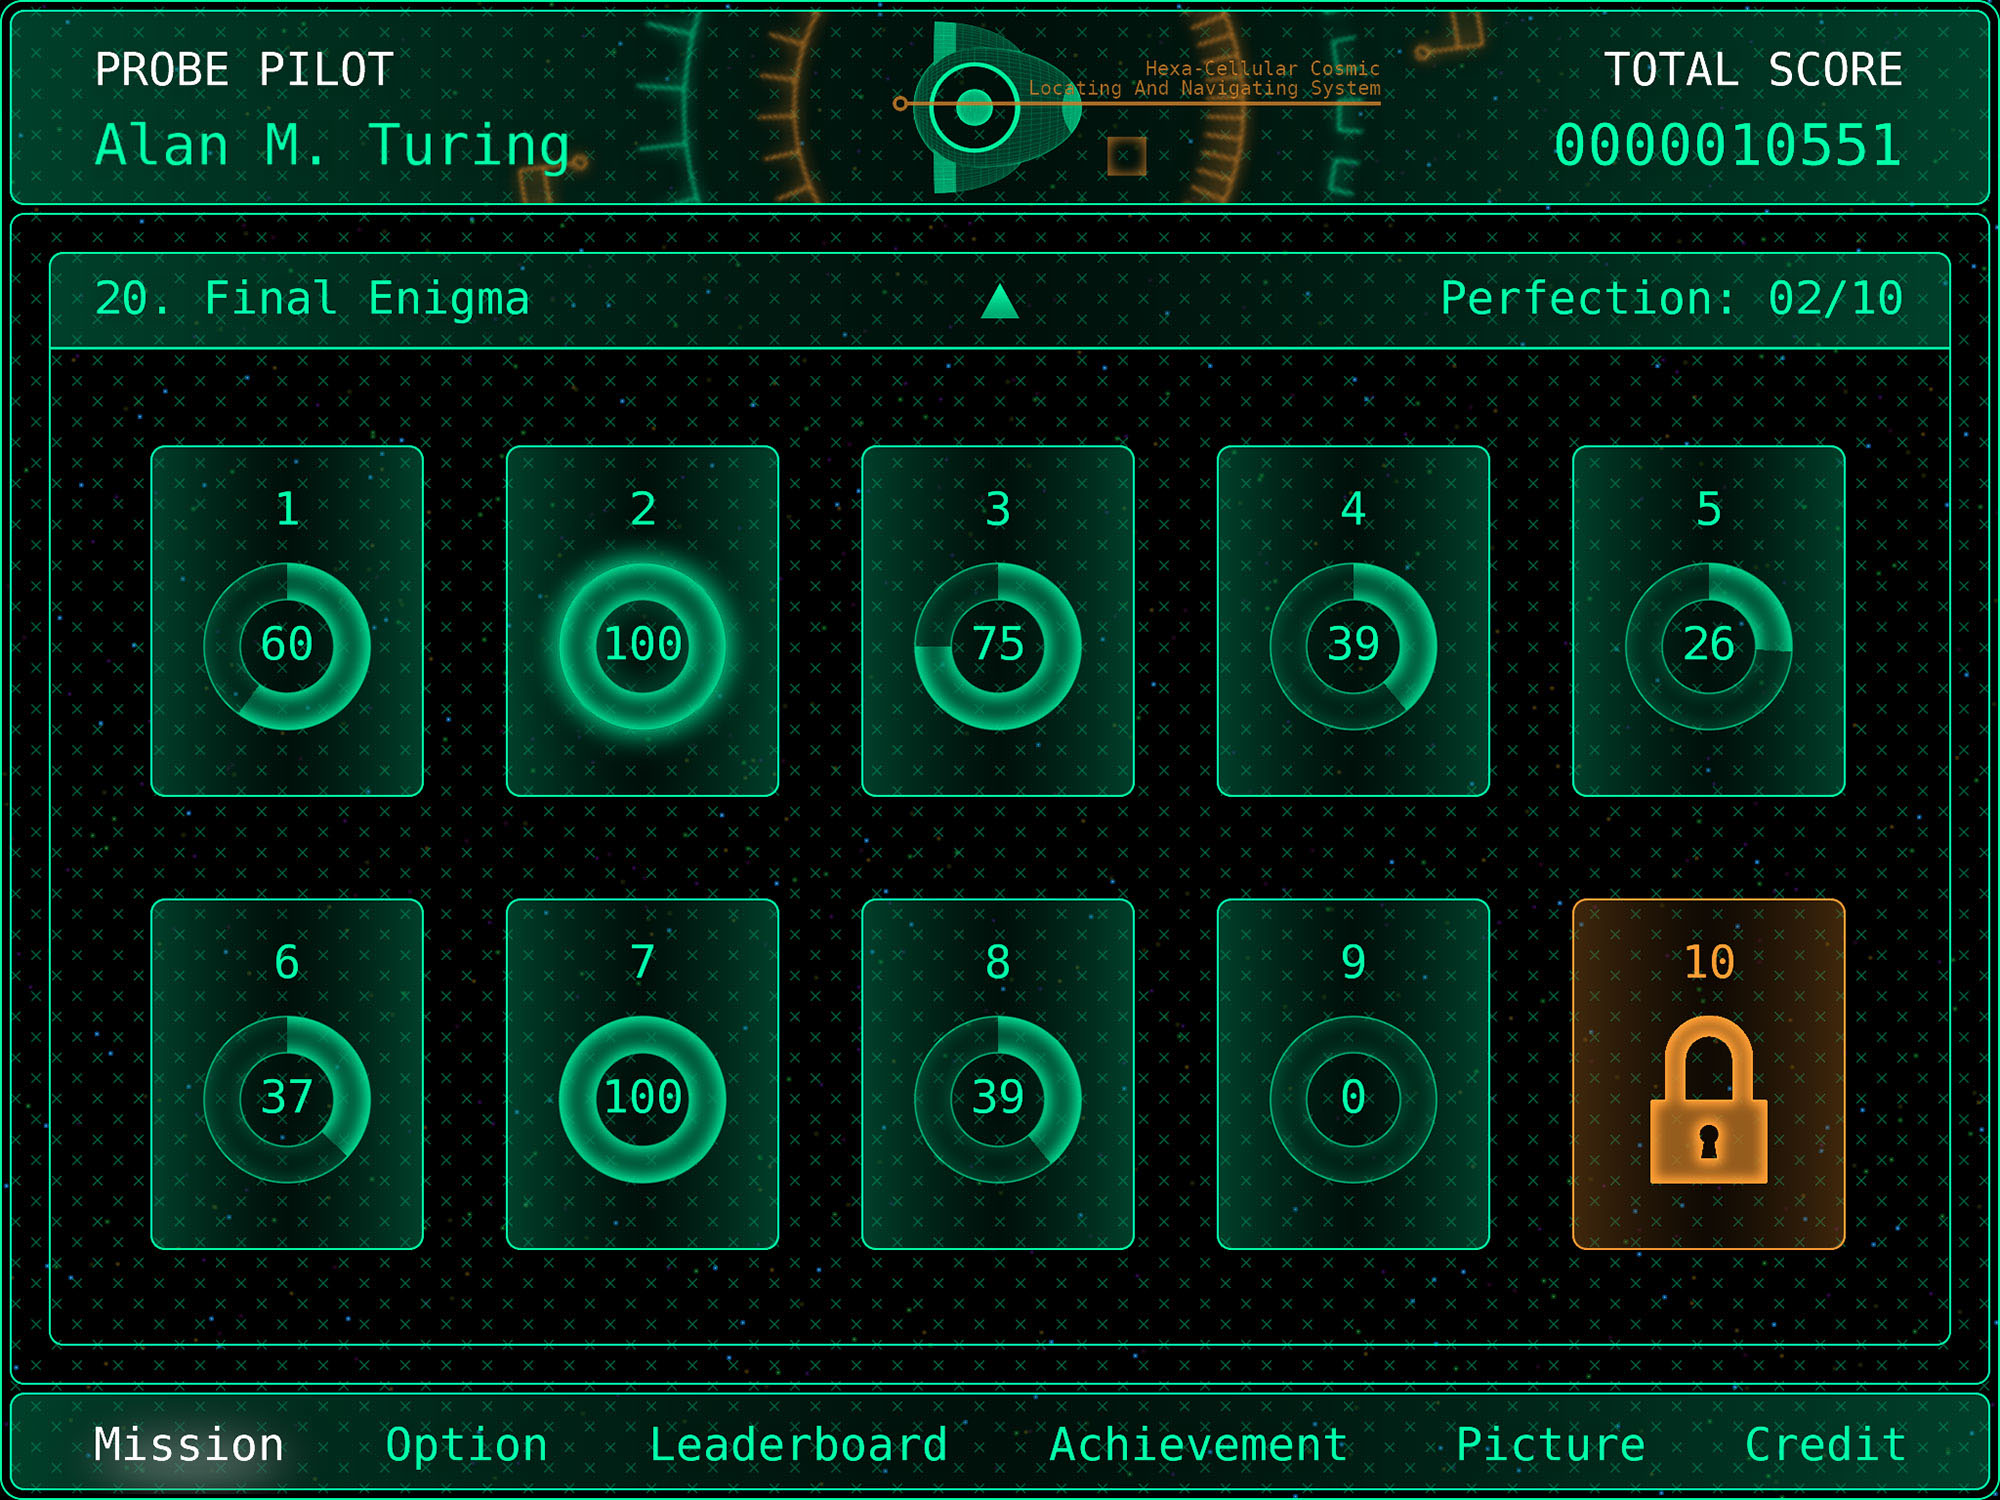 PROBE PILOT
Alan M. Turing
Hexa-Cellular Cosmic
Locating And Navigating System
TOTAL SCORE
0000010551
20. Final Enigma
Perfection: 02/10
1
2
3
4
5
60
100
75
39
26
6
7
8
9
10
37
100
39
0
Mission
Option
Leaderboard
Achievement
Picture
Credit